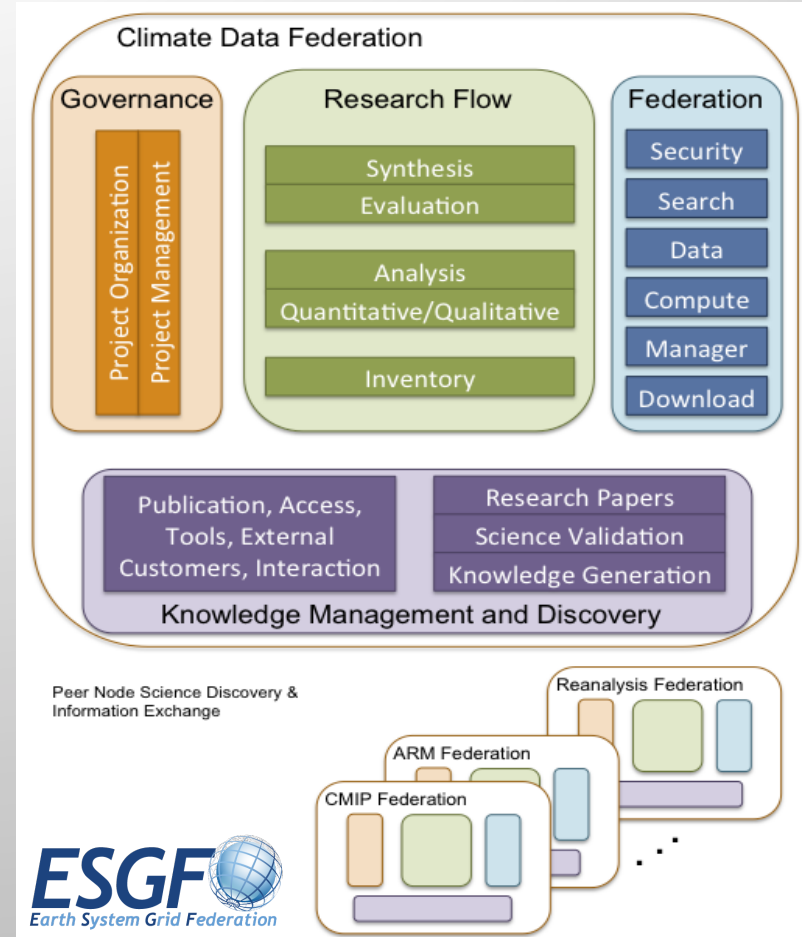 Climate Data Federation
Governance
Project Organization
Project Management
Research Flow
Synthesis
Evaluation
Analysis
Quantitative/Qualitative
Inventory
Federation
Security
Search
Data
Compute
Manager
Download
Publication, Access,
Tools, External
Customers, Interaction
Research Papers
Science Validation
Knowledge Generation
Knowledge Management and Discovery
Peer Node Science Discovery &
Information Exchange
Reanalysis Federation
ARM Federation
CMIP Federation
ESGF
Earth System Grid Federation